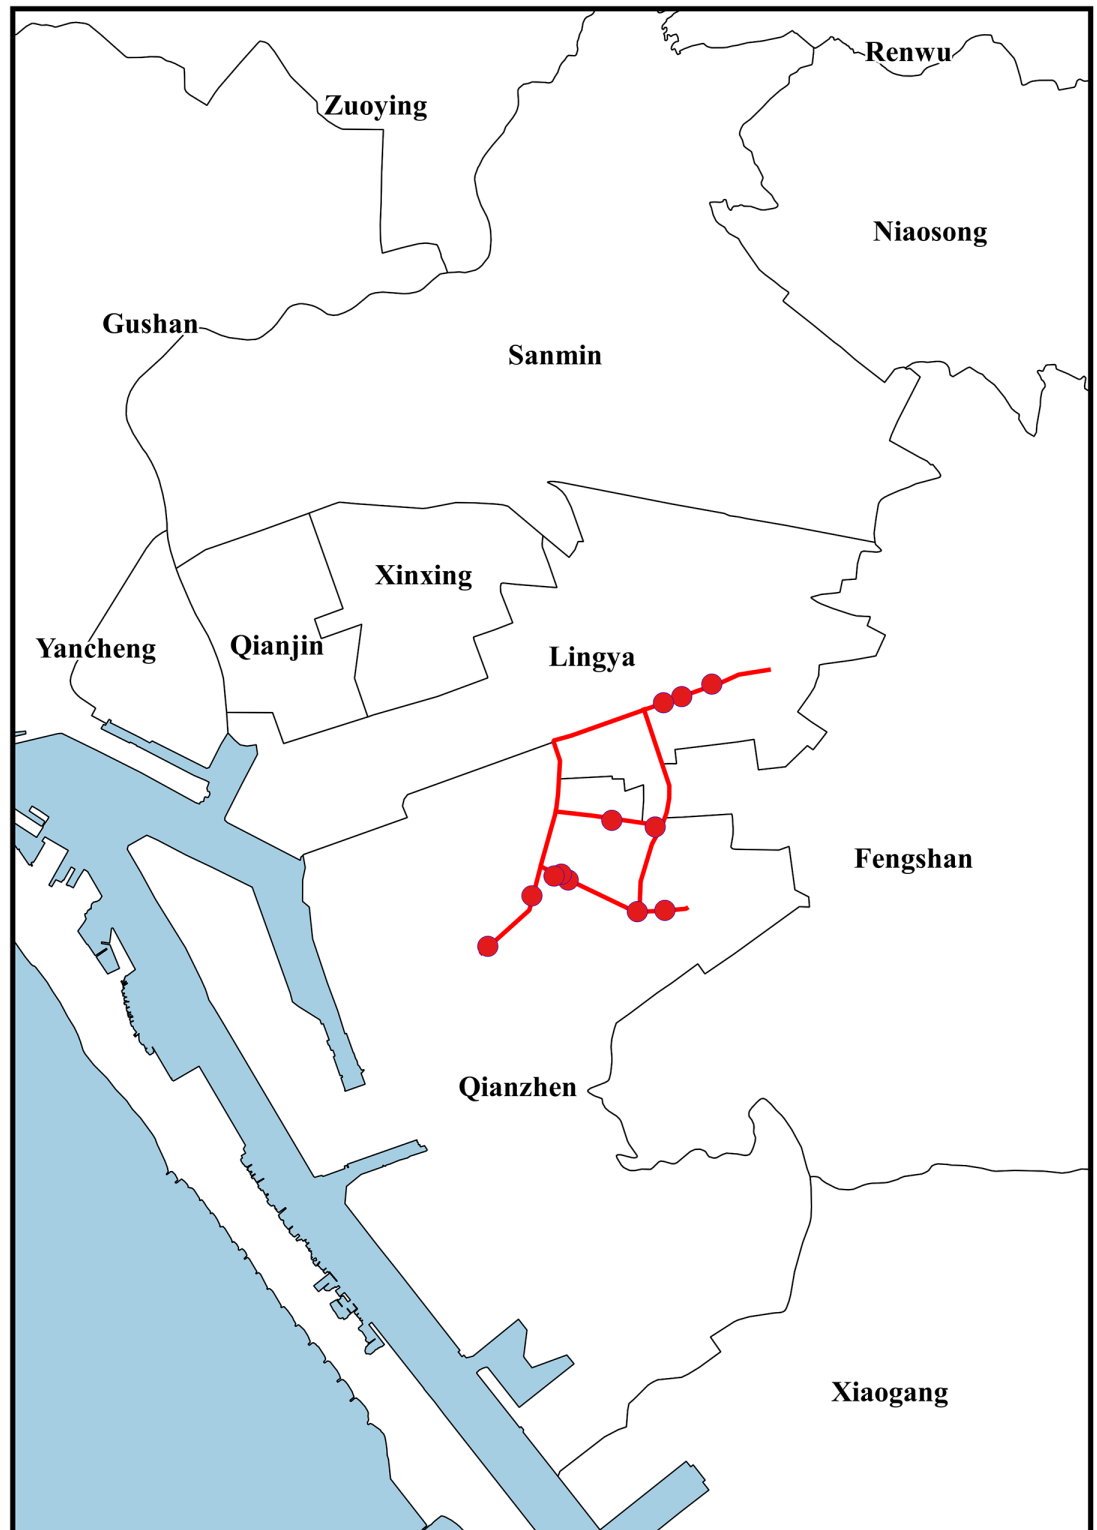 Renwu
Zuoying
Niaosong
Gushan
Sanmin
Xinxing
Yancheng
Qianjin
Lingya
Fengshan
Qianzhen
Xiaogang